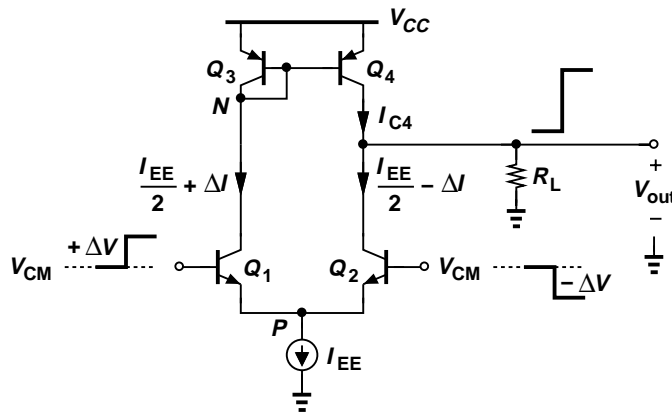 V_CC
Q_3
Q_4
N
I_C4
I_EE/2 + ΔI
I_EE/2 − ΔI
R_L
+
V_out
−
+ ΔV
V_CM
Q_1
Q_2
V_CM
− ΔV
P
I_EE